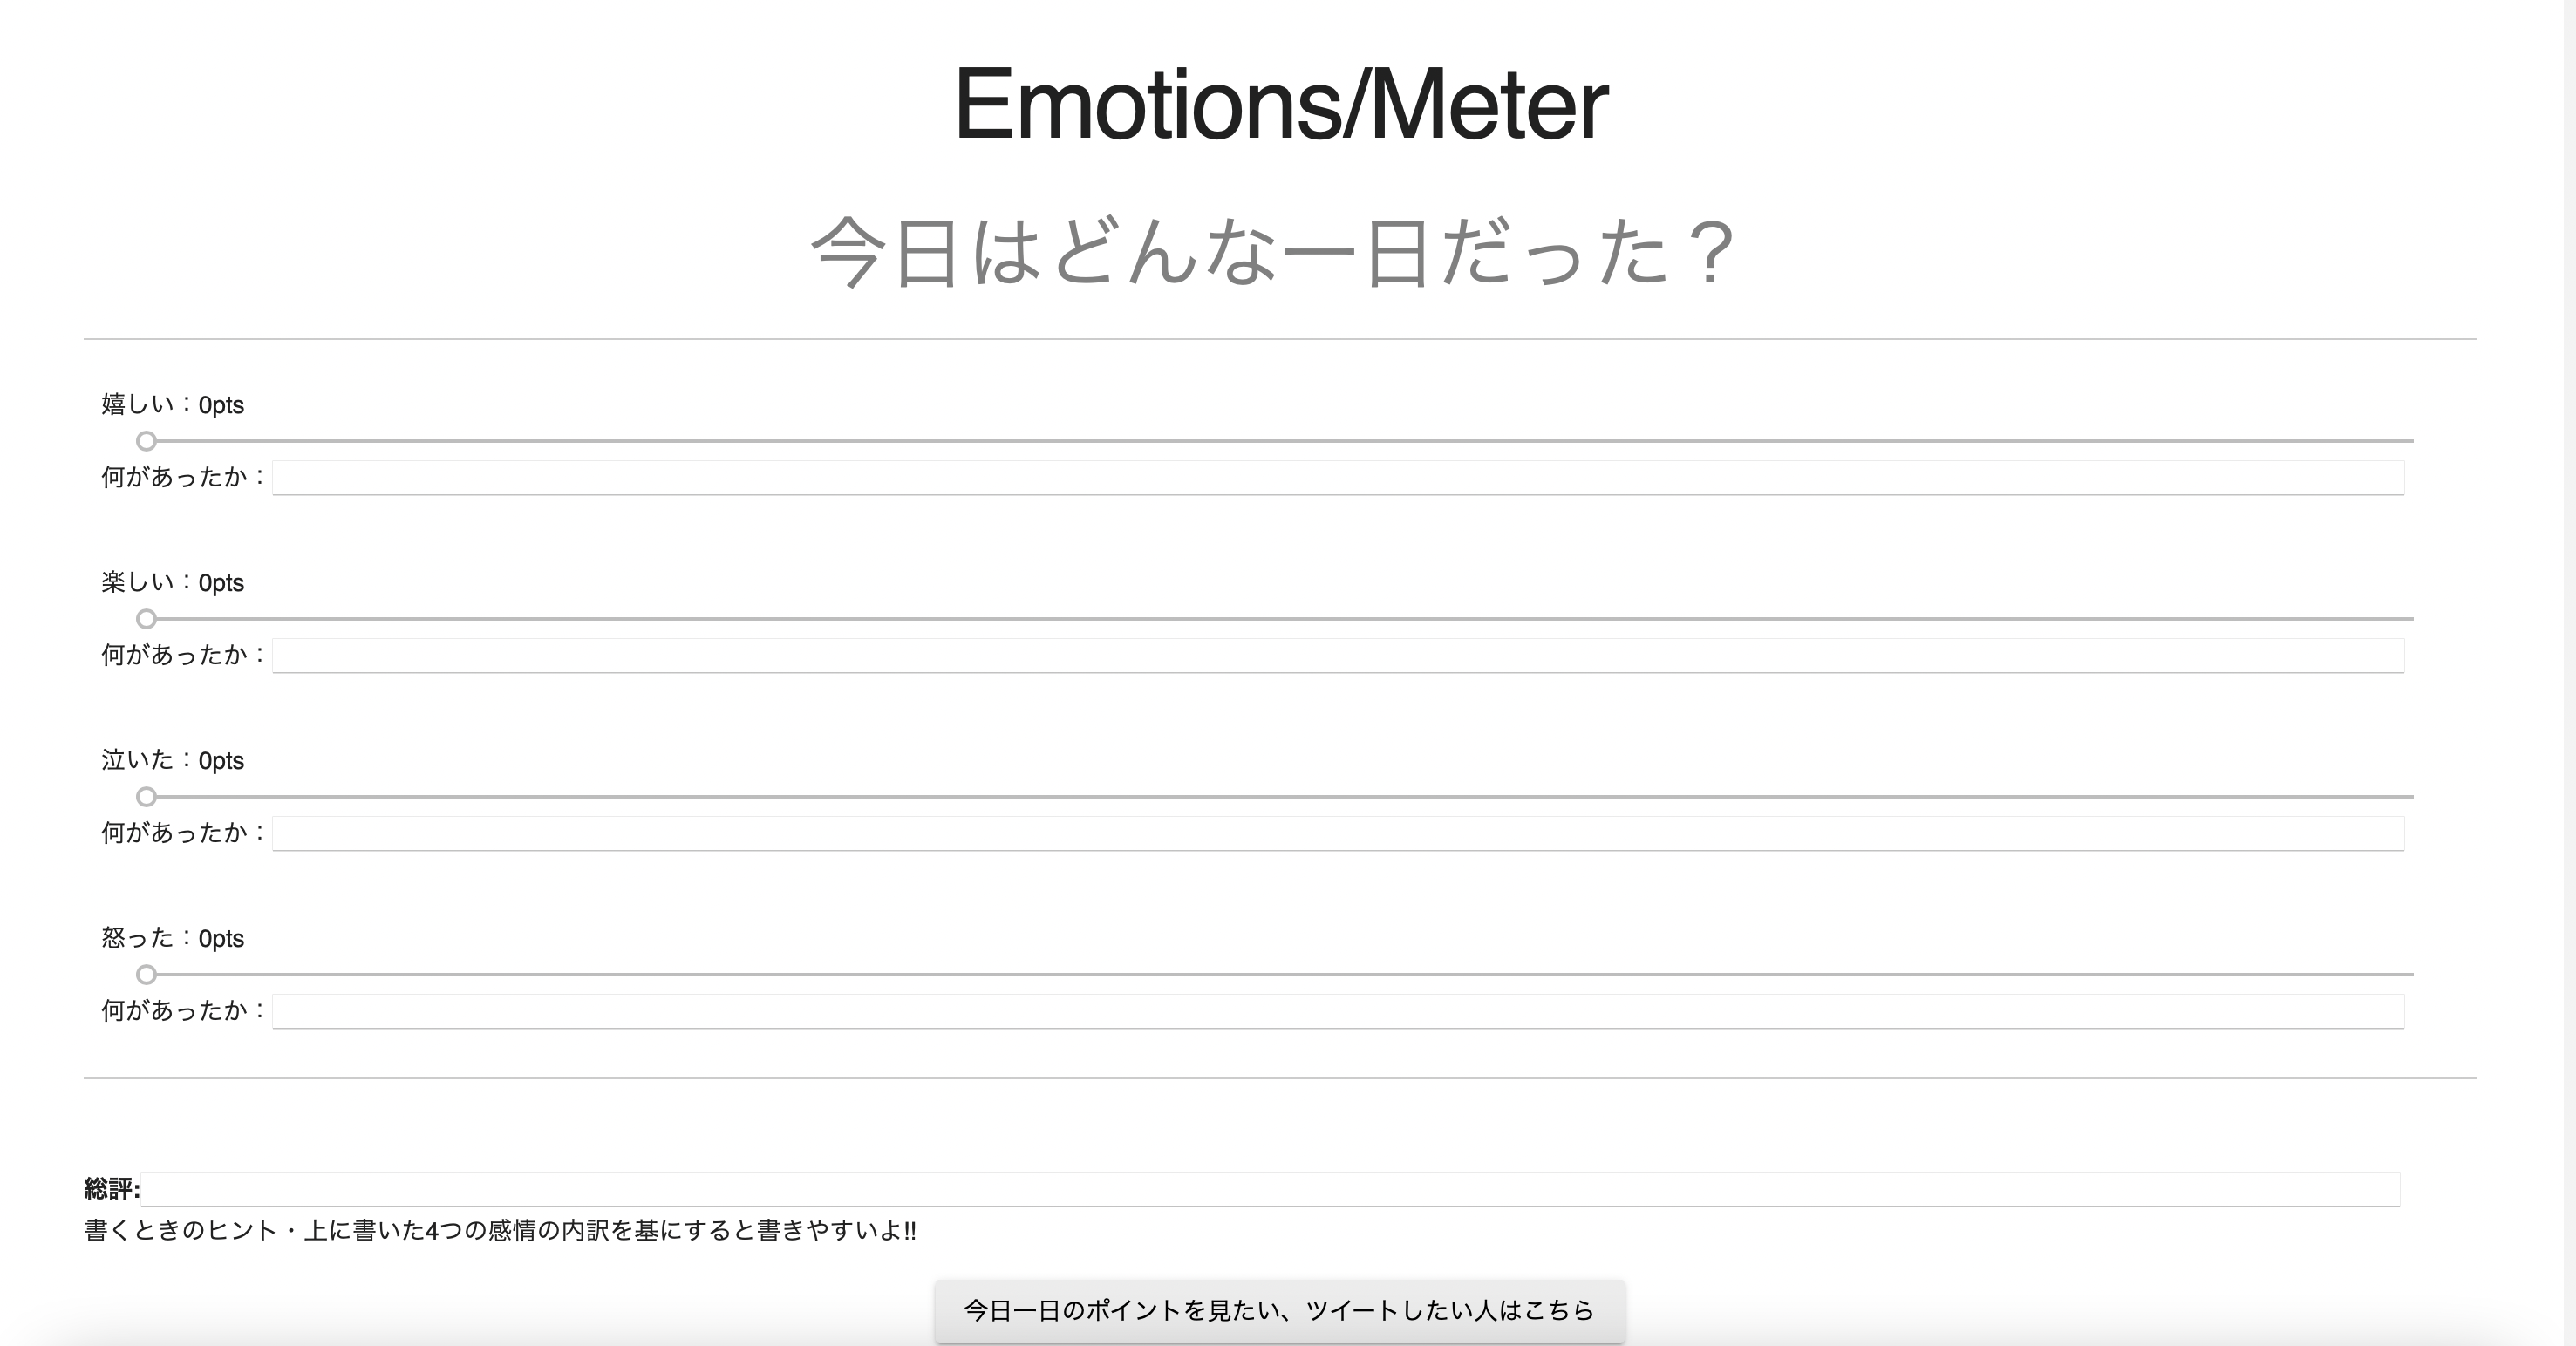 Emotions/Meter
今日はどんな一日だった？
嬉しい：0pts
何があったか：
楽しい：0pts
何があったか：
泣いた：0pts
何があったか：
怒った：0pts
何があったか：
総評:
書くときのヒント・上に書いた4つの感情の内訳を基にすると書きやすいよ!!
今日一日のポイントを見たい、ツイートしたい人はこちら